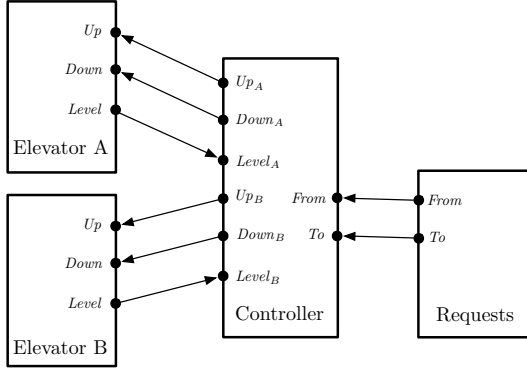 Up
Down
Level
Elevator A
Up
Down
Level
Elevator B
Up_A
Down_A
Level_A
Up_B
Down_B
Level_B
From
To
Controller
From
To
Requests